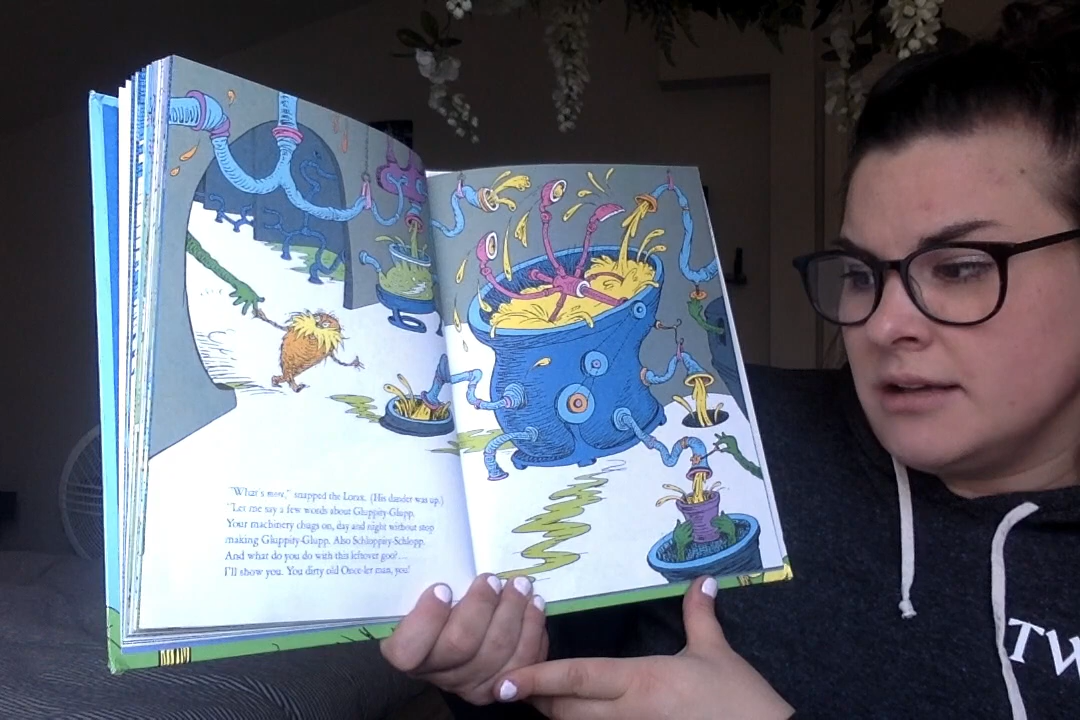 "What's more," snapped the Lorax. (His dander was up.)
"Let me say a few words about Gluppity-Glupp.
Your machinery chugs on, day and night without stop
making Gluppity-Glupp. Also Schloppity-Schlopp.
And what do you do with this leftover goo?...
I'll show you. You dirty old Once-ler man, you!
TW